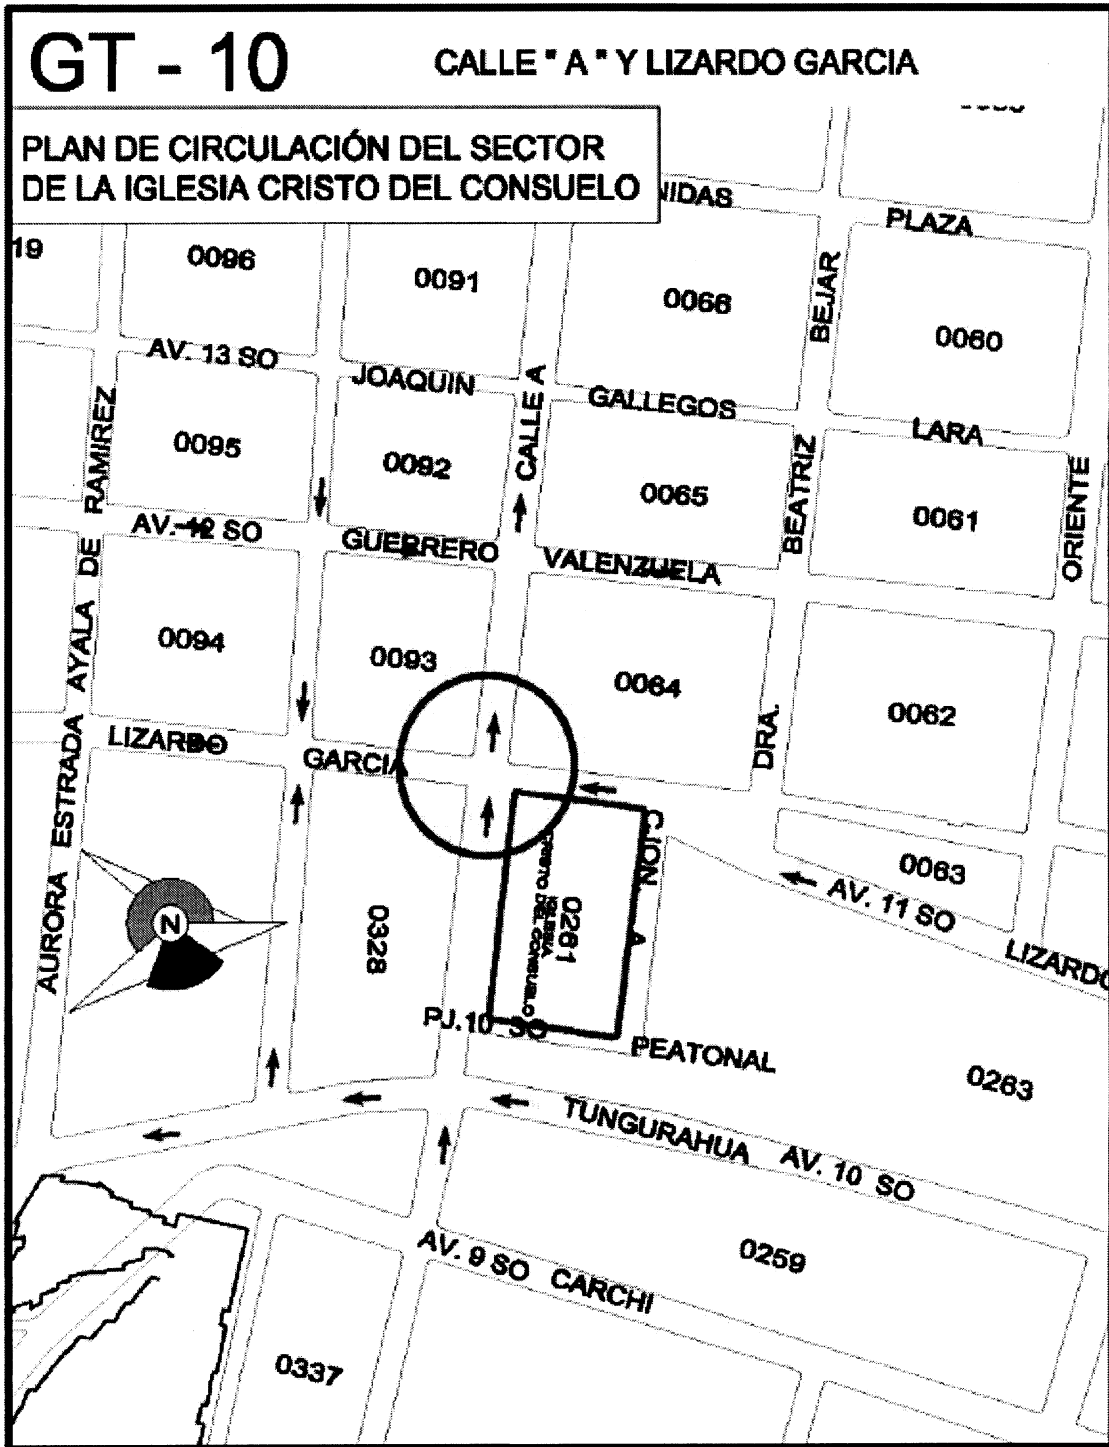 GT - 10
CALLE " A " Y LIZARDO GARCIA
PLAN DE CIRCULACIÓN DEL SECTOR
DE LA IGLESIA CRISTO DEL CONSUELO
NIDAS
PLAZA
19
0096
0091
0066
BEJAR
0060
AV. 13 SO
JOAQUIN
CALLE A
GALLEGOS
LARA
RAMIREZ
0095
0092
0065
BEATRIZ
0061
ORIENTE
AV. 12 SO
GUERRERO
VALENZUELA
DE
AYALA
0094
0093
0064
0062
DRA.
LIZARDO
GARCIA
ESTRADA
AURORA
CJON. A
0063
AV. 11 SO
LIZARDO
N
0328
0261
IGLESIA
CRISTO DEL CONSUELO
PJ.10 SO
PEATONAL
0263
TUNGURAHUA AV. 10 SO
AV. 9 SO CARCHI
0259
0337